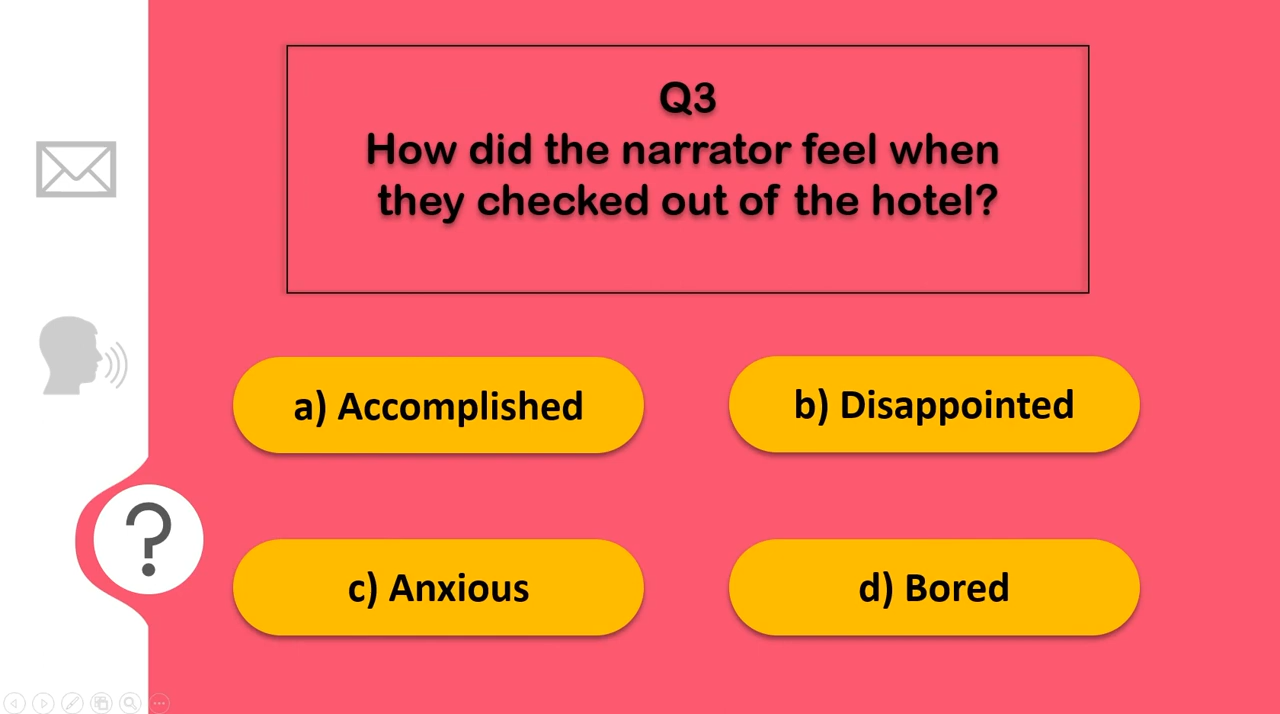 Q3
How did the narrator feel when
they checked out of the hotel?
a) Accomplished
b) Disappointed
c) Anxious
d) Bored